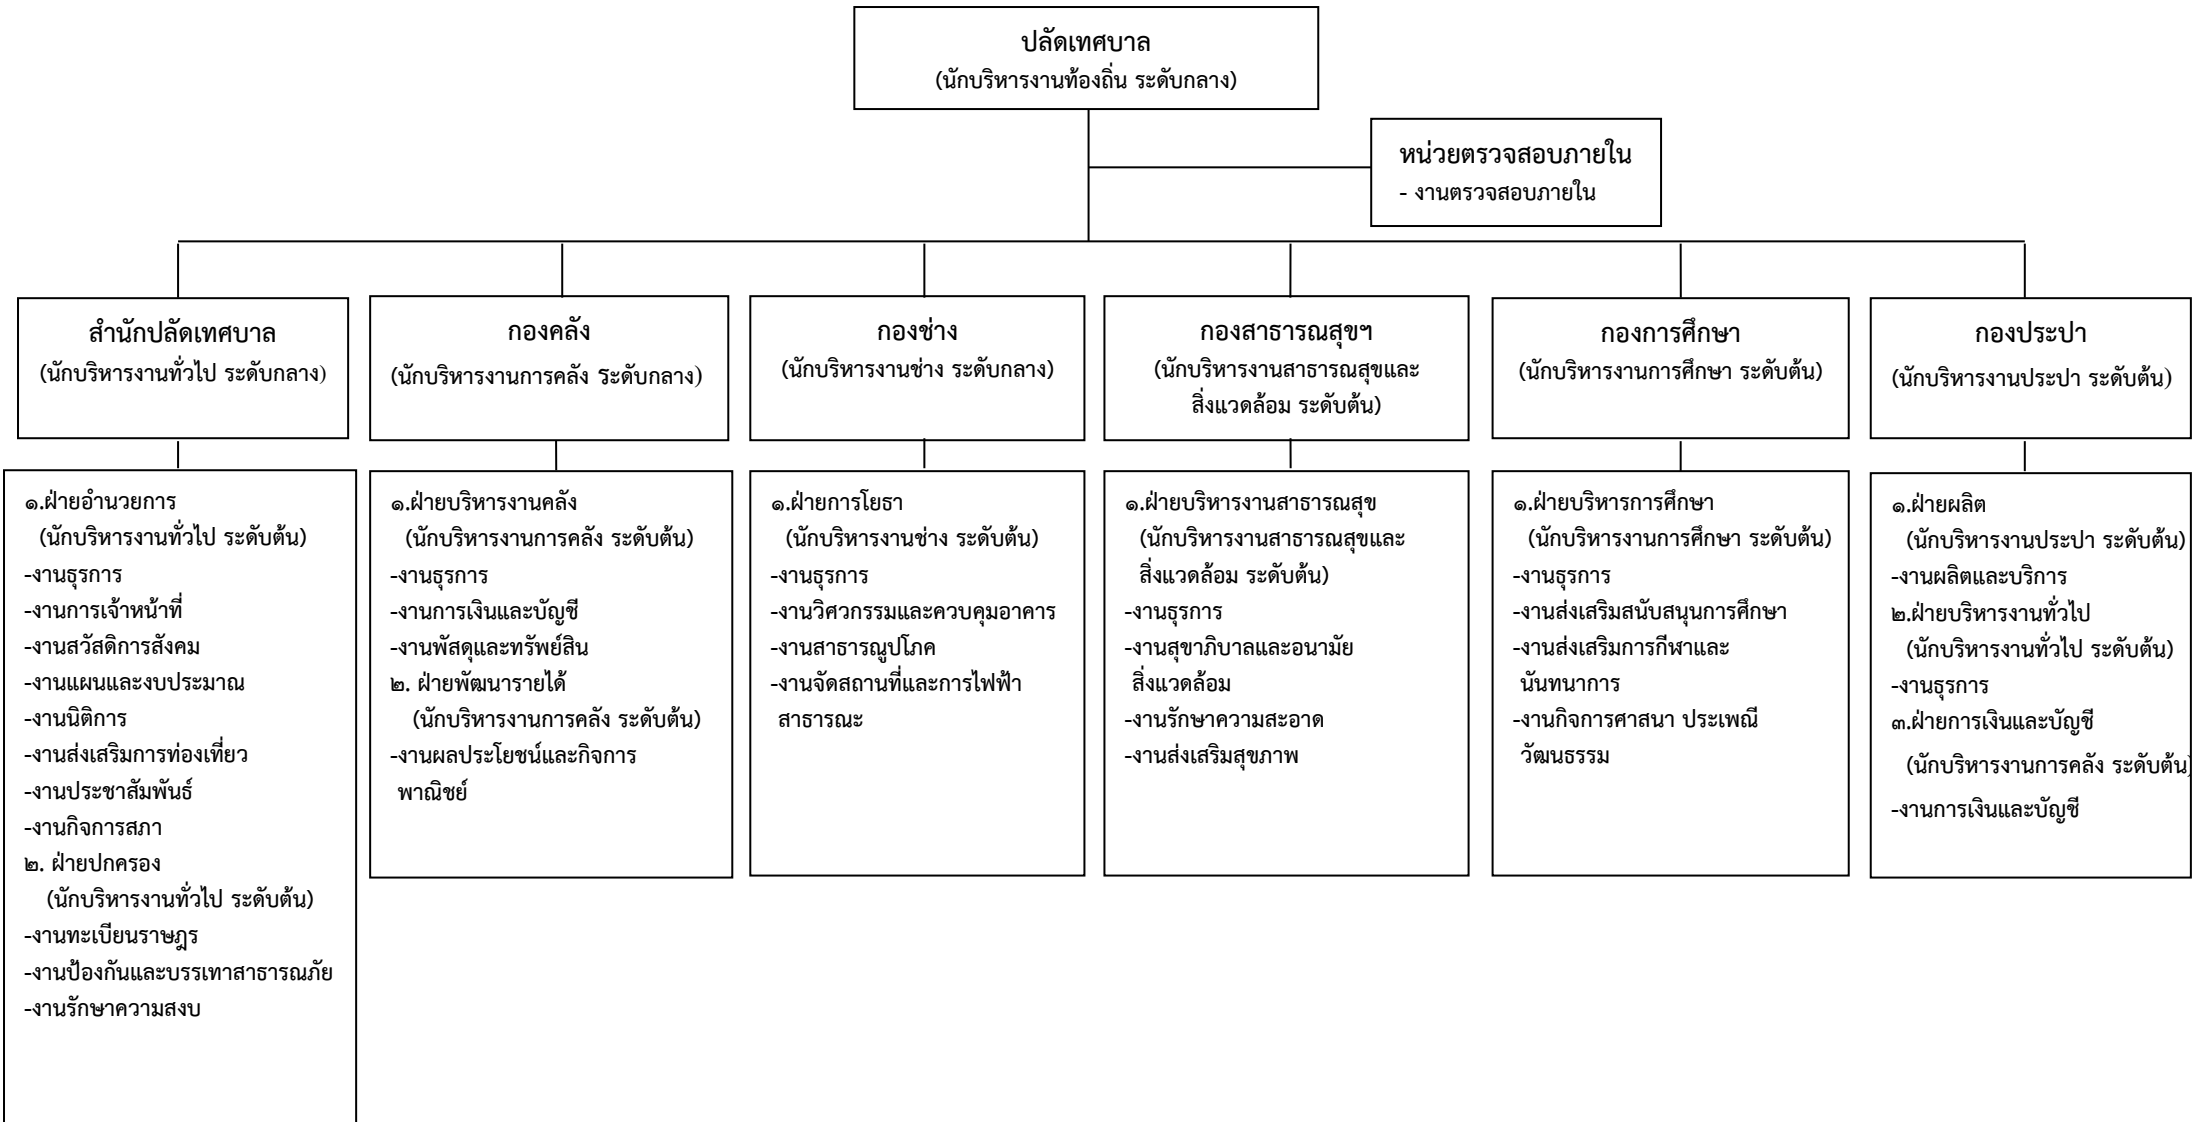 ปลัดเทศบาล
(นักบริหารงานท้องถิ่น ระดับกลาง)
หน่วยตรวจสอบภายใน
- งานตรวจสอบภายใน
สำนักปลัดเทศบาล
(นักบริหารงานทั่วไป ระดับกลาง)
กองคลัง
(นักบริหารงานการคลัง ระดับกลาง)
กองช่าง
(นักบริหารงานช่าง ระดับกลาง)
กองสาธารณสุขฯ
(นักบริหารงานสาธารณสุขและ
สิ่งแวดล้อม ระดับต้น)
กองการศึกษา
(นักบริหารงานการศึกษา ระดับต้น)
กองประปา
(นักบริหารงานประปา ระดับต้น)
๑.ฝ่ายอำนวยการ
(นักบริหารงานทั่วไป ระดับต้น)
-งานธุรการ
-งานการเจ้าหน้าที่
-งานสวัสดิการสังคม
-งานแผนและงบประมาณ
-งานนิติการ
-งานส่งเสริมการท่องเที่ยว
-งานประชาสัมพันธ์
-งานกิจการสภา
๒. ฝ่ายปกครอง
(นักบริหารงานทั่วไป ระดับต้น)
-งานทะเบียนราษฎร
-งานป้องกันและบรรเทาสาธารณภัย
-งานรักษาความสงบ
๑.ฝ่ายบริหารงานคลัง
(นักบริหารงานการคลัง ระดับต้น)
-งานธุรการ
-งานการเงินและบัญชี
-งานพัสดุและทรัพย์สิน
๒. ฝ่ายพัฒนารายได้
(นักบริหารงานการคลัง ระดับต้น)
-งานผลประโยชน์และกิจการ
พาณิชย์
๑.ฝ่ายการโยธา
(นักบริหารงานช่าง ระดับต้น)
-งานธุรการ
-งานวิศวกรรมและควบคุมอาคาร
-งานสาธารณูปโภค
-งานจัดสถานที่และการไฟฟ้า
สาธารณะ
๑.ฝ่ายบริหารงานสาธารณสุข
(นักบริหารงานสาธารณสุขและ
สิ่งแวดล้อม ระดับต้น)
-งานธุรการ
-งานสุขาภิบาลและอนามัย
สิ่งแวดล้อม
-งานรักษาความสะอาด
-งานส่งเสริมสุขภาพ
๑.ฝ่ายบริหารการศึกษา
(นักบริหารงานการศึกษา ระดับต้น)
-งานธุรการ
-งานส่งเสริมสนับสนุนการศึกษา
-งานส่งเสริมการกีฬาและ
นันทนาการ
-งานกิจการศาสนา ประเพณี
วัฒนธรรม
๑.ฝ่ายผลิต
(นักบริหารงานประปา ระดับต้น)
-งานผลิตและบริการ
๒.ฝ่ายบริหารงานทั่วไป
(นักบริหารงานทั่วไป ระดับต้น)
-งานธุรการ
๓.ฝ่ายการเงินและบัญชี
(นักบริหารงานการคลัง ระดับต้น)
-งานการเงินและบัญชี